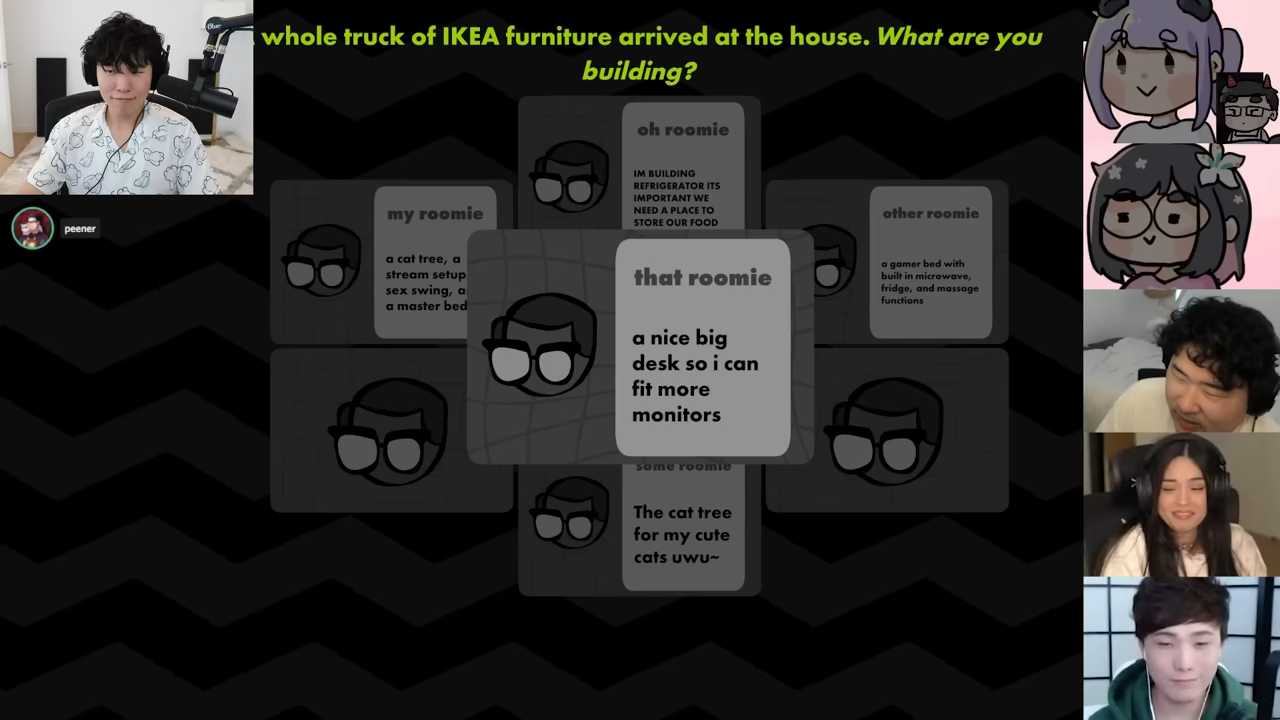 whole truck of IKEA furniture arrived at the house. What are you
building?
oh roomie
IM BUILDING
REFRIGERATOR ITS
IMPORTANT WE
NEED A PLACE TO
STORE OUR FOOD
my roomie
a cat tree, a
stream setup
sex swing, a
a master bed
other roomie
a gamer bed with
built in microwave,
fridge, and massage
functions
that roomie
a nice big
desk so i can
fit more
monitors
some roomie
The cat tree
for my cute
cats uwu~
peener